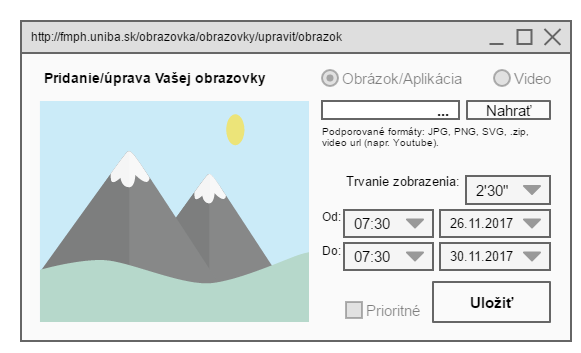 http://fmph.uniba.sk/obrazovka/obrazovky/upravit/obrazok
Pridanie/úprava Vašej obrazovky
Obrázok/Aplikácia
Video
...
Nahrať
Podporované formáty: JPG, PNG, SVG, .zip,
video url (napr. Youtube).
Trvanie zobrazenia:
2'30"
Od:
07:30
26.11.2017
Do:
07:30
30.11.2017
Prioritné
Uložiť